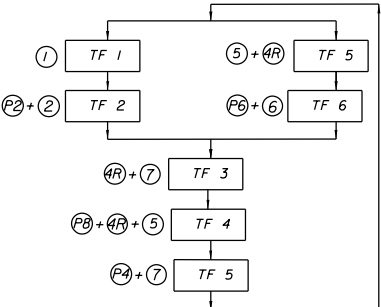 1 TF 1 5 + 4R TF 5
P2 + 2 TF 2 P6 + 6 TF 6
4R + 7 TF 3
P8 + 4R + 5 TF 4
P4 + 7 TF 5